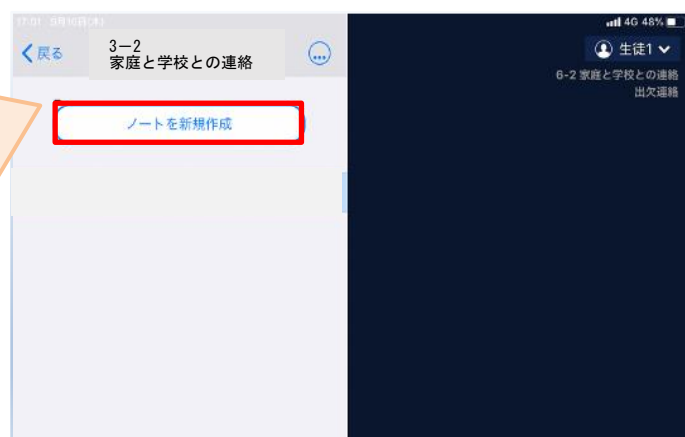 4G 48%
戻る
3－2
家庭と学校との連絡
生徒1
6-2 家庭と学校との連絡
出欠連絡
ノートを新規作成